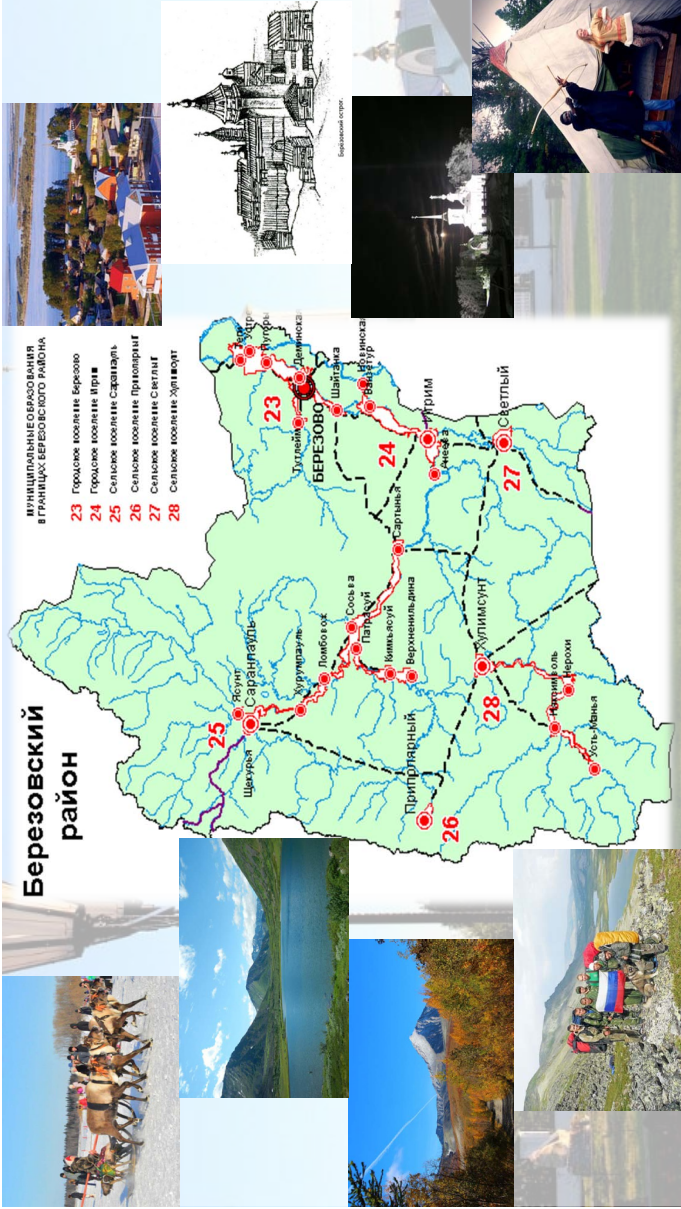 Березовский
район
МУНИЦИПАЛЬНЫЕ ОБРАЗОВАНИЯ
В ГРАНИЦАХ БЕРЕЗОВСКОГО РАЙОНА
23 Городское поселение Березово
24 Городское поселение Игрим
25 Сельское поселение Саранпауль
26 Сельское поселение Приполярный
27 Сельское поселение Светлый
28 Сельское поселение Хулимсунт
Березовский острог.
25
Ясунт
Саранпауль
Щекурья
Хурумпауль
Ломбовож
Сосьва
Патрасуй
Кимкьясуй
Верхненильдина
Сартынья
23
Тутлейм
БЕРЕЗОВО
Деминская
Шайтанка
Ванзетур
24
Игрим
Анеева
27
Светлый
Приполярный
26
Хулимсунт
28
Няксимволь
Нерохи
Усть-Манья